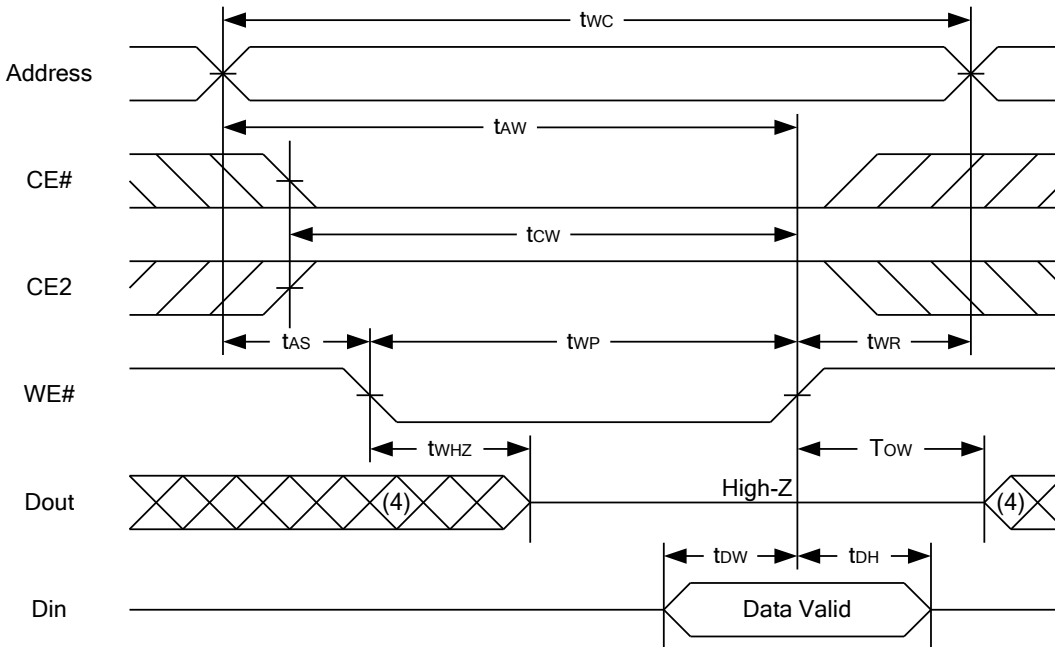 tWC
Address
tAW
CE#
tCW
CE2
tAS
tWP
tWR
WE#
tWHZ
TOW
Dout
(4)
High-Z
(4)
tDW
tDH
Din
Data Valid